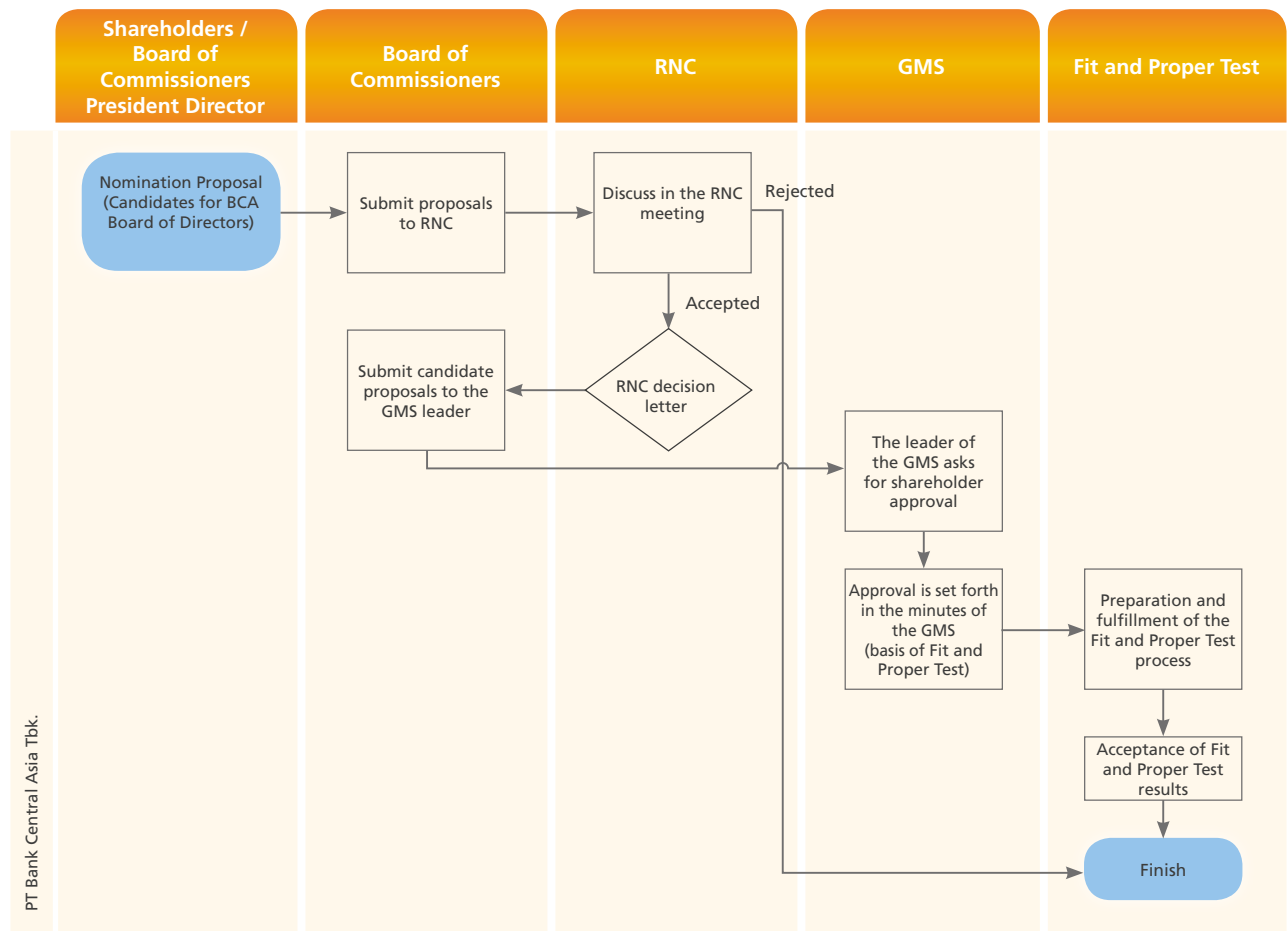 Shareholders /
Board of
Commissioners
President Director
Board of
Commissioners
RNC
GMS
Fit and Proper Test
PT Bank Central Asia Tbk.
Nomination Proposal
(Candidates for BCA
Board of Directors)
Submit proposals
to RNC
Discuss in the RNC
meeting
Rejected
Accepted
Submit candidate
proposals to the
GMS leader
RNC decision
letter
The leader of
the GMS asks
for shareholder
approval
Approval is set forth
in the minutes of
the GMS
(basis of Fit and
Proper Test)
Preparation and
fulfillment of the
Fit and Proper Test
process
Acceptance of Fit
and Proper Test
results
Finish